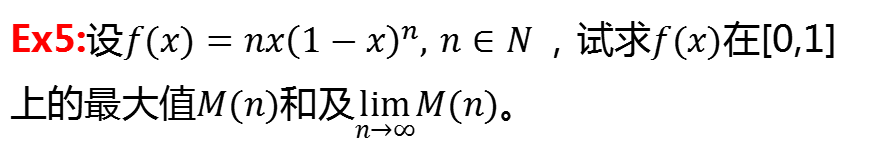 Ex5:设f(x) = nx(1 − x)ⁿ, n ∈ N ，试求f(x)在[0,1]
上的最大值M(n)和及lim n→∞ M(n)。